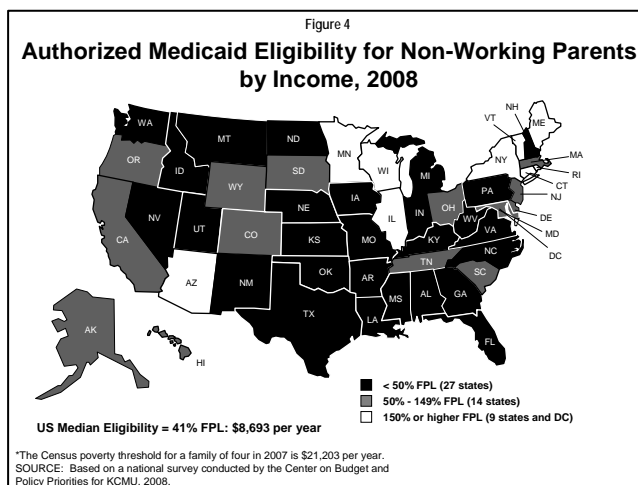 Figure 4
Authorized Medicaid Eligibility for Non-Working Parents
by Income, 2008
NH
VT
ME
WA
MT
ND
MN
MA
OR
ID
SD
WI
NY
RI
WY
MI
CT
NV
NE
IA
PA
NJ
UT
CO
IL
IN
OH
DE
CA
KS
MO
WV
VA
MD
KY
DC
AZ
NM
OK
AR
TN
NC
SC
TX
LA
MS
AL
GA
AK
HI
FL
< 50% FPL (27 states)
50% - 149% FPL (14 states)
150% or higher FPL (9 states and DC)
US Median Eligibility = 41% FPL: $8,693 per year
*The Census poverty threshold for a family of four in 2007 is $21,203 per year.
SOURCE: Based on a national survey conducted by the Center on Budget and
Policy Priorities for KCMU, 2008.